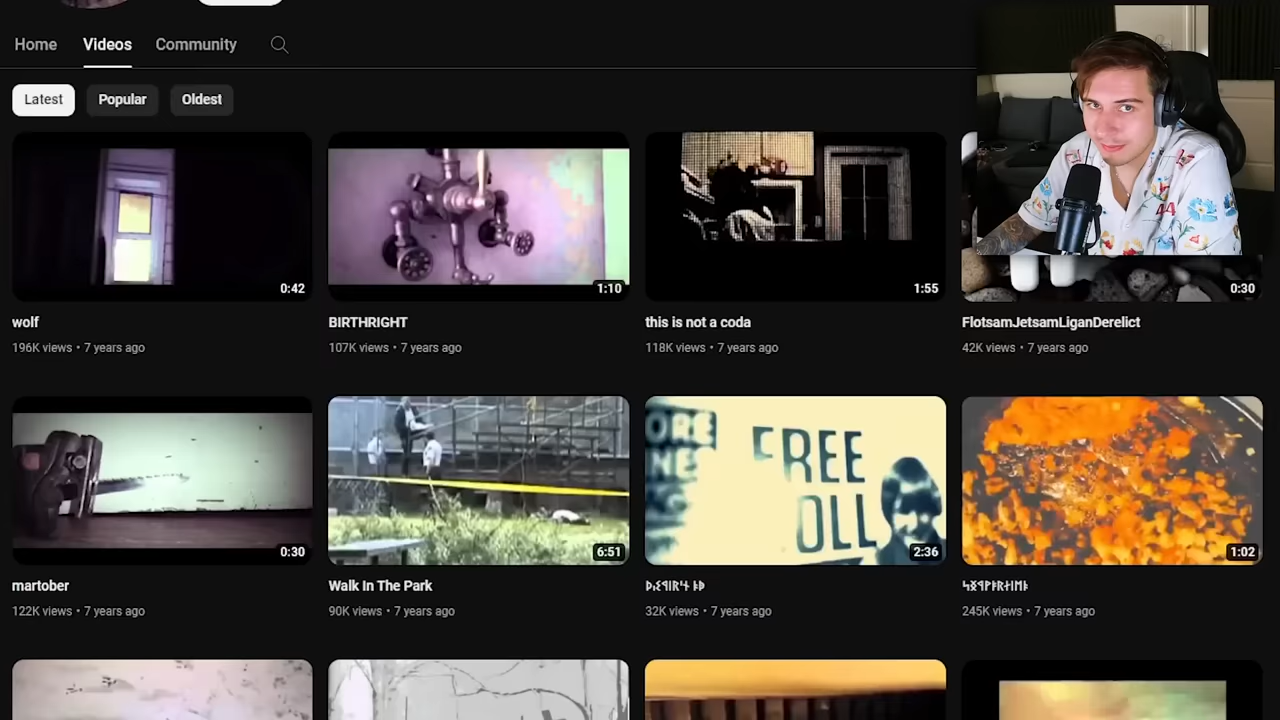 Home Videos Community
Latest Popular Oldest
0:42
1:10
1:55
0:30
wolf
196K views • 7 years ago
BIRTHRIGHT
107K views • 7 years ago
this is not a coda
118K views • 7 years ago
FlotsamJetsamLiganDerelict
42K views • 7 years ago
FREE
OLL
0:30
6:51
2:36
1:02
martober
122K views • 7 years ago
Walk In The Park
90K views • 7 years ago
32K views • 7 years ago
245K views • 7 years ago